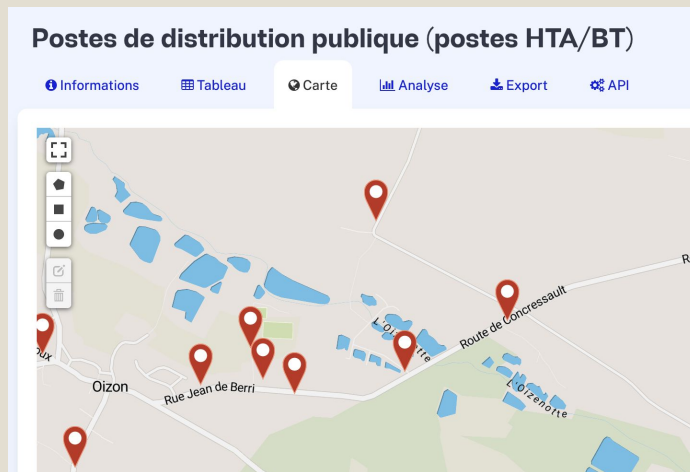 Postes de distribution publique (postes HTA/BT)
Informations
Tableau
Carte
Analyse
Export
API
L'Oizenotte
Route de Concressault
R
oux
Oizon
Rue Jean de Berri
L'Oizenotte